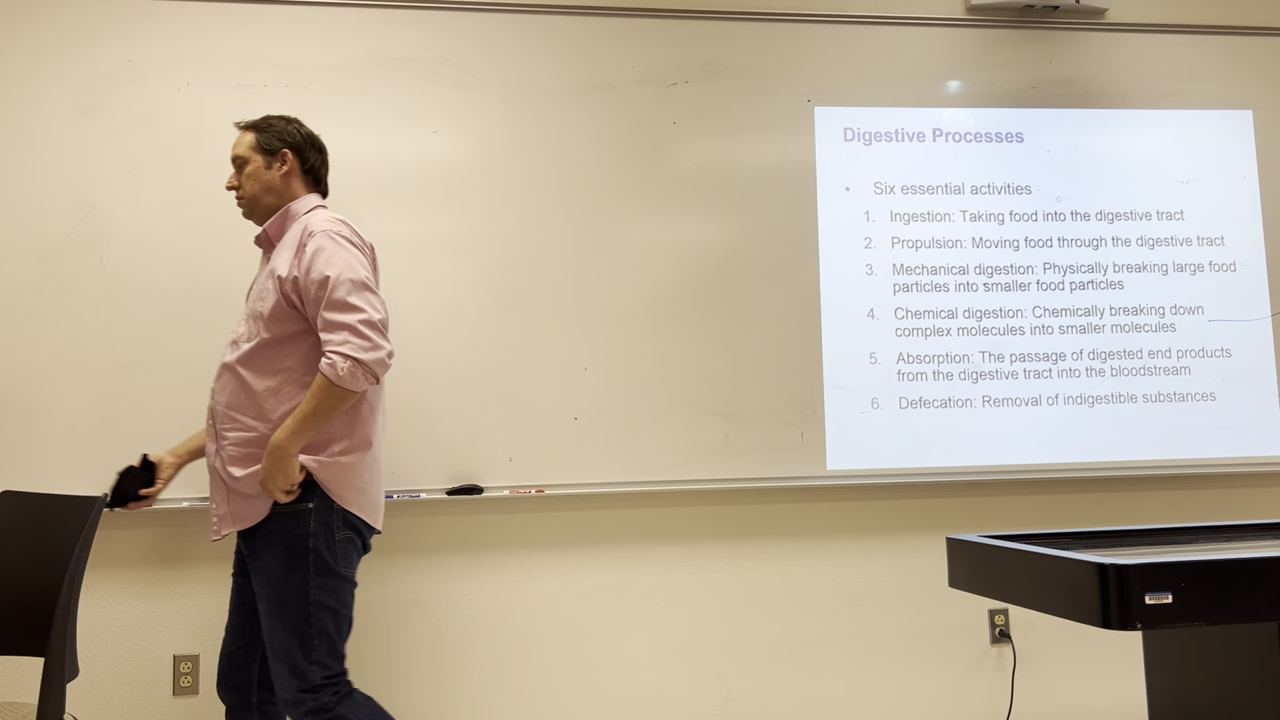 Digestive Processes
• Six essential activities
1. Ingestion: Taking food into the digestive tract
2. Propulsion: Moving food through the digestive tract
3. Mechanical digestion: Physically breaking large food
particles into smaller food particles
4. Chemical digestion: Chemically breaking down
complex molecules into smaller molecules
5. Absorption: The passage of digested end products
from the digestive tract into the bloodstream
6. Defecation: Removal of indigestible substances